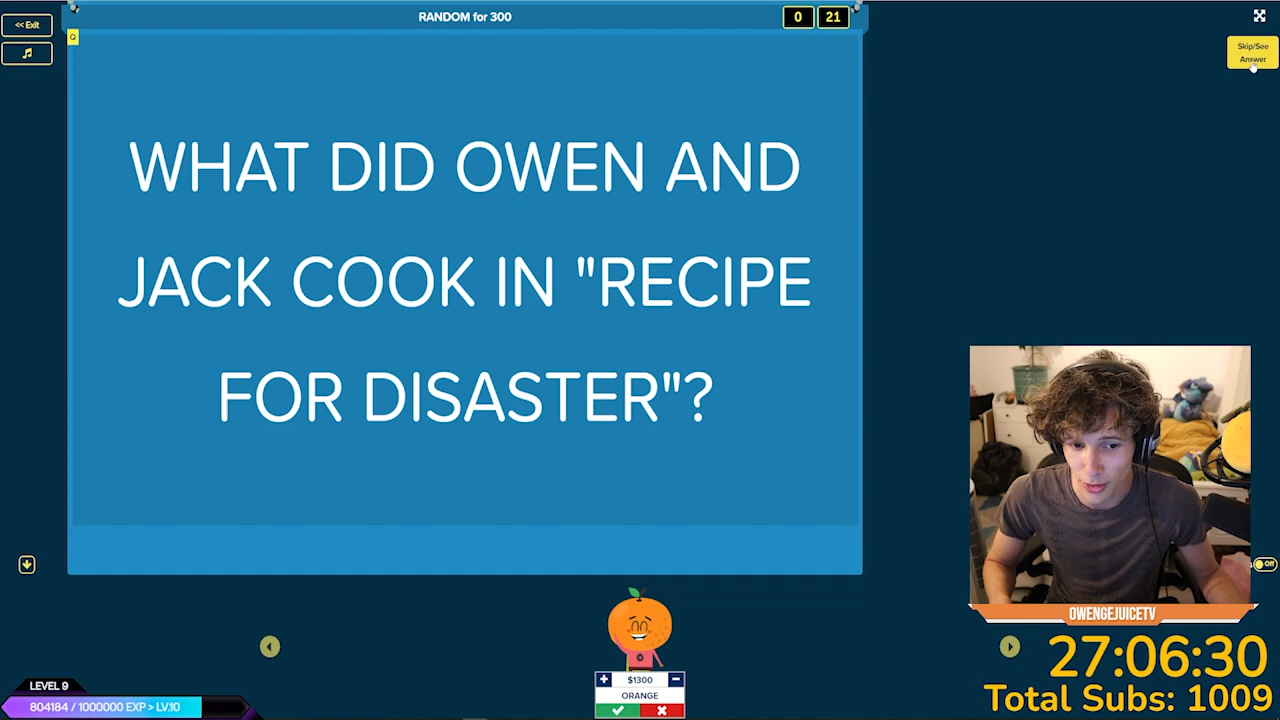 << Exit
RANDOM for 300
0 21
Q
Skip/See
Answer
WHAT DID OWEN AND
JACK COOK IN "RECIPE
FOR DISASTER"?
Off
OWENGEJUICETV
27:06:30
Total Subs: 1009
+ $1300 −
ORANGE
LEVEL 9
804184 / 1000000 EXP > LV.10